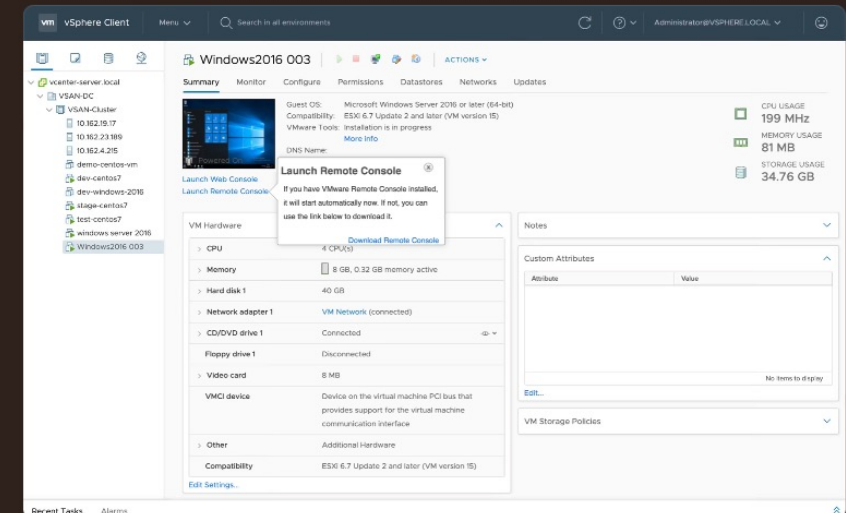 vm vSphere Client Menu Search in all environments Administrator@VSPHERE.LOCAL
vcenter-server.local
VSAN-DC
VSAN-Cluster
10.162.19.17
10.162.23.189
10.162.4.215
demo-centos-vm
dev-centos7
dev-windows-2016
stage-centos7
test-centos7
windows server 2016
Windows2016 003
Windows2016 003 ACTIONS
Summary Monitor Configure Permissions Datastores Networks Updates
Powered On
Launch Web Console
Launch Remote Console
Guest OS: Microsoft Windows Server 2016 or later (64-bit)
Compatibility: ESXi 6.7 Update 2 and later (VM version 15)
VMware Tools: Installation is in progress
More info
DNS Name:
CPU USAGE
199 MHz
MEMORY USAGE
81 MB
STORAGE USAGE
34.76 GB
Launch Remote Console
If you have VMware Remote Console installed,
it will start automatically now. If not, you can
use the link below to download it.
Download Remote Console
VM Hardware
CPU 4 CPU(s)
Memory 8 GB, 0.32 GB memory active
Hard disk 1 40 GB
Network adapter 1 VM Network (connected)
CD/DVD drive 1 Connected
Floppy drive 1 Disconnected
Video card 8 MB
VMCI device Device on the virtual machine PCI bus that
provides support for the virtual machine
communication interface
Other Additional Hardware
Compatibility ESXi 6.7 Update 2 and later (VM version 15)
Edit Settings...
Notes
Custom Attributes
Attribute Value
No items to display
Edit...
VM Storage Policies
Recent Tasks Alarms